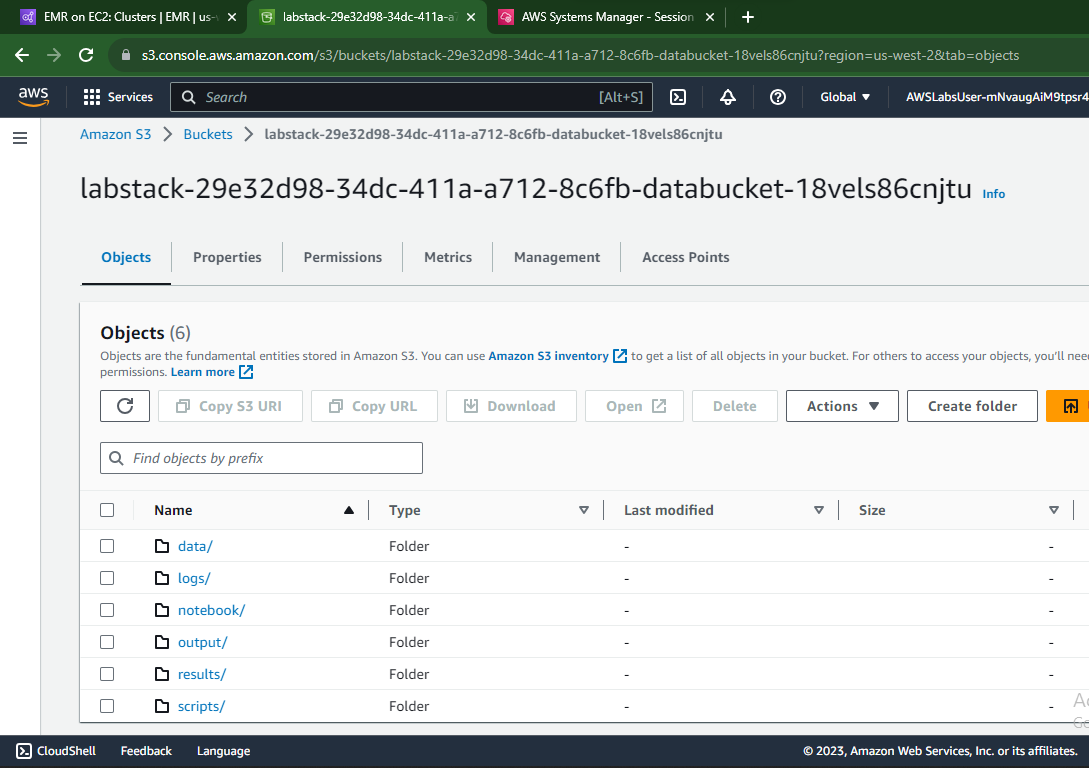 EMR on EC2: Clusters | EMR | us-
labstack-29e32d98-34dc-411a-a7
AWS Systems Manager - Session
s3.console.aws.amazon.com/s3/buckets/labstack-29e32d98-34dc-411a-a712-8c6fb-databucket-18vels86cnjtu?region=us-west-2&tab=objects
aws Services Search [Alt+S] Global AWSLabsUser-mNvaugAiM9tpsr4
Amazon S3 Buckets labstack-29e32d98-34dc-411a-a712-8c6fb-databucket-18vels86cnjtu
labstack-29e32d98-34dc-411a-a712-8c6fb-databucket-18vels86cnjtu Info
Objects Properties Permissions Metrics Management Access Points
Objects (6)
Objects are the fundamental entities stored in Amazon S3. You can use Amazon S3 inventory to get a list of all objects in your bucket. For others to access your objects, you'll nee
permissions. Learn more
Copy S3 URI Copy URL Download Open Delete Actions Create folder
Find objects by prefix
Name Type Last modified Size
data/ Folder - -
logs/ Folder - -
notebook/ Folder - -
output/ Folder - -
results/ Folder - -
scripts/ Folder - -
CloudShell Feedback Language © 2023, Amazon Web Services, Inc. or its affiliates.